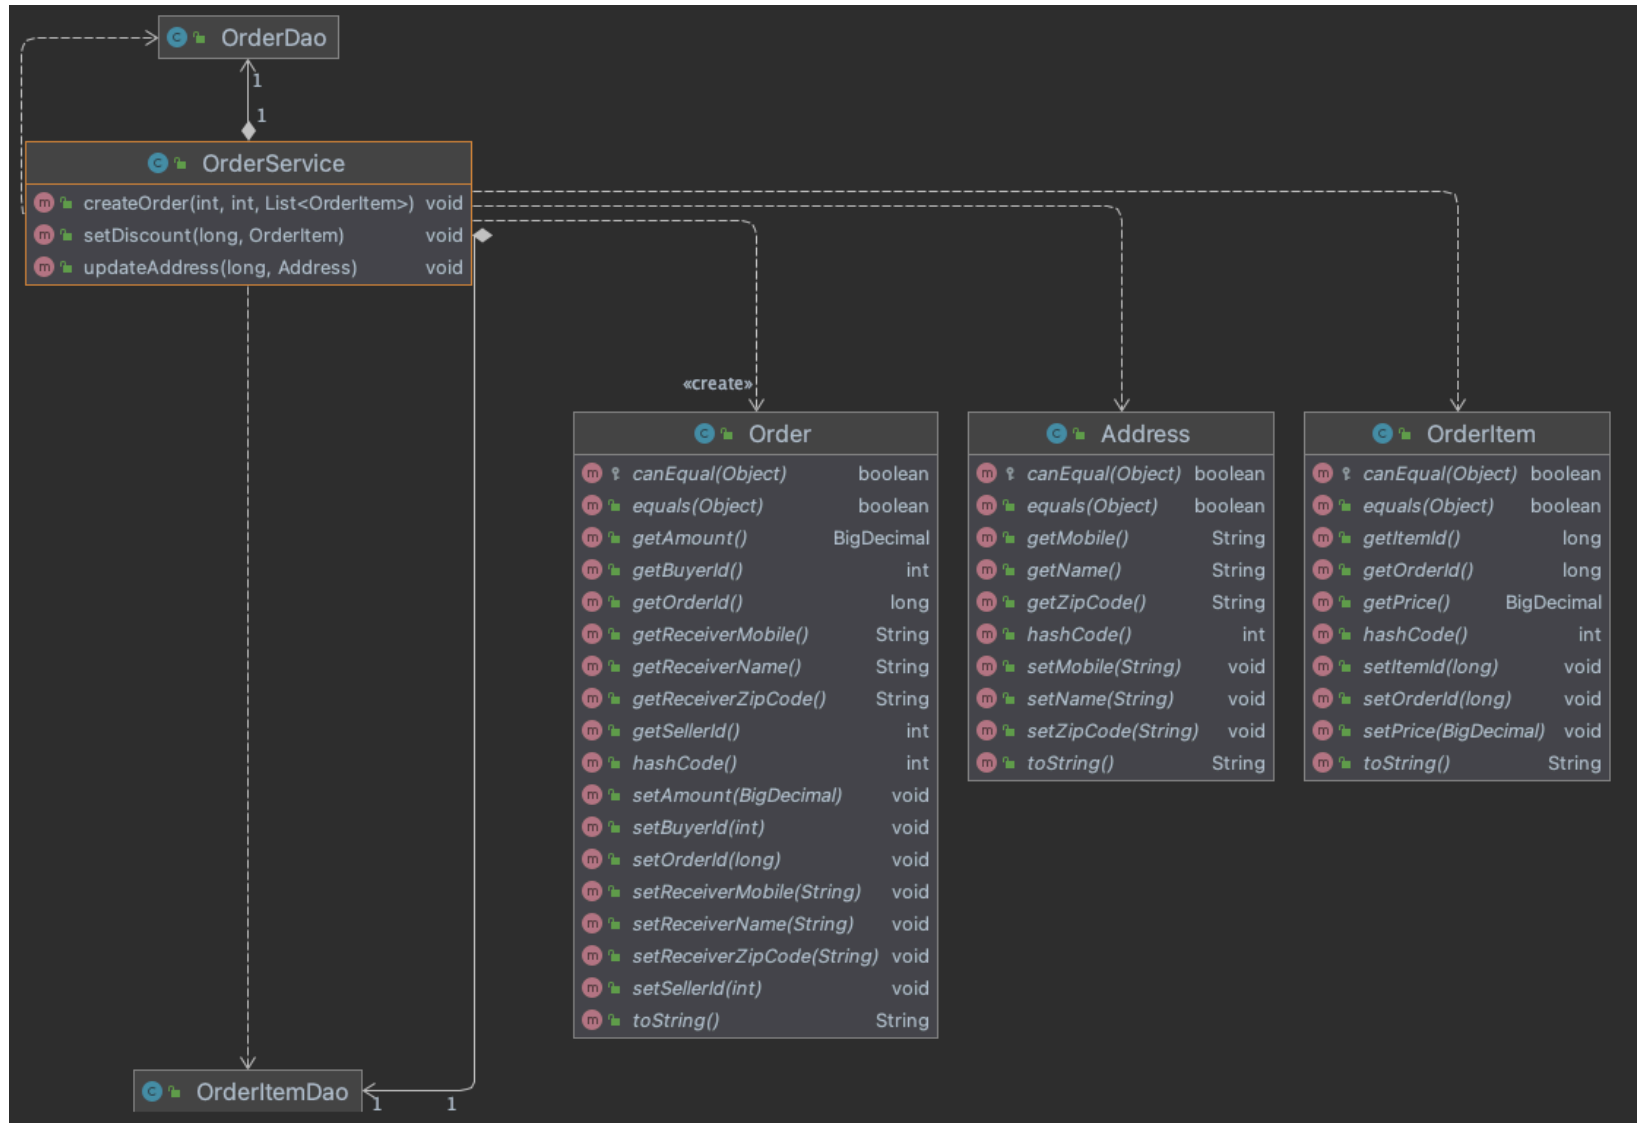 OrderDao
1
1
OrderService
createOrder(int, int, List<OrderItem>) void
setDiscount(long, OrderItem) void
updateAddress(long, Address) void
«create»
Order
canEqual(Object) boolean
equals(Object) boolean
getAmount() BigDecimal
getBuyerId() int
getOrderId() long
getReceiverMobile() String
getReceiverName() String
getReceiverZipCode() String
getSellerId() int
hashCode() int
setAmount(BigDecimal) void
setBuyerId(int) void
setOrderId(long) void
setReceiverMobile(String) void
setReceiverName(String) void
setReceiverZipCode(String) void
setSellerId(int) void
toString() String
Address
canEqual(Object) boolean
equals(Object) boolean
getMobile() String
getName() String
getZipCode() String
hashCode() int
setMobile(String) void
setName(String) void
setZipCode(String) void
toString() String
OrderItem
canEqual(Object) boolean
equals(Object) boolean
getItemId() long
getOrderId() long
getPrice() BigDecimal
hashCode() int
setItemId(long) void
setOrderId(long) void
setPrice(BigDecimal) void
toString() String
OrderItemDao
1 1